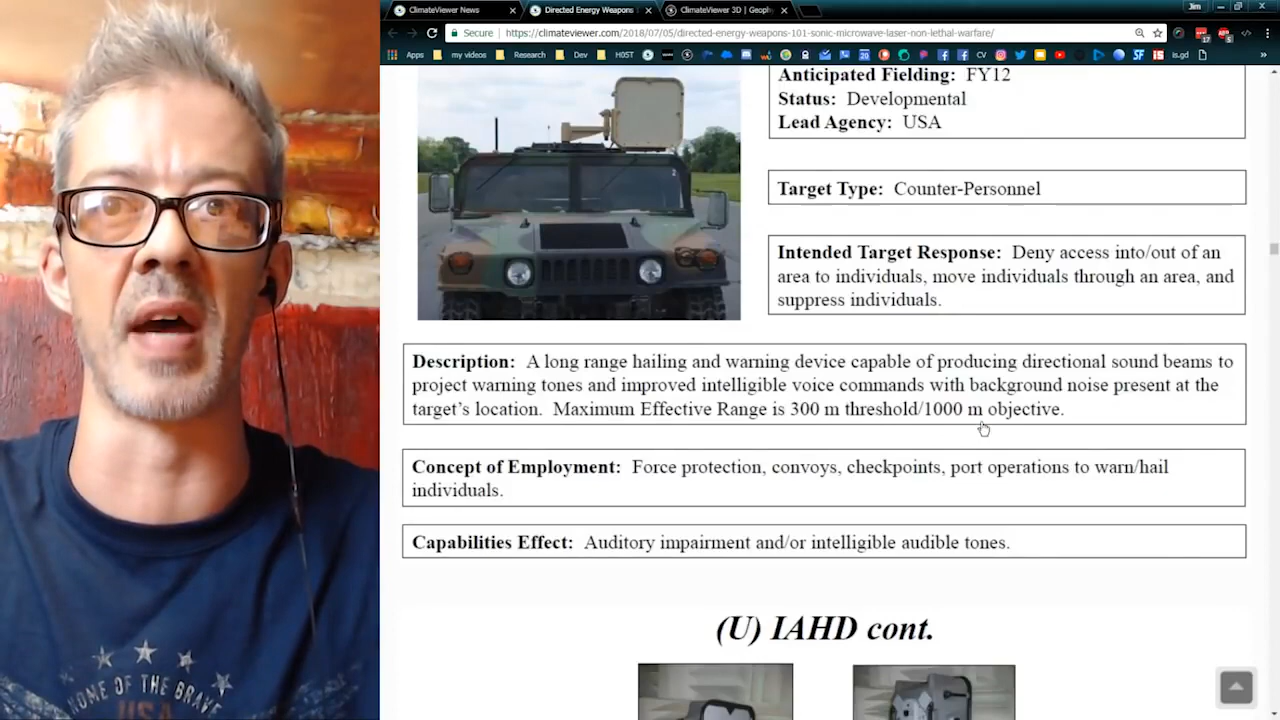 ClimateViewer News
Directed Energy Weapons
ClimateViewer 3D | Geoph
Jim
Secure
https://climateviewer.com/2018/07/05/directed-energy-weapons-101-sonic-microwave-laser-non-lethal-warfare/
Apps my videos Research Dev H0ST CV is.gd
Anticipated Fielding: FY12
Status: Developmental
Lead Agency: USA
Target Type: Counter-Personnel
Intended Target Response: Deny access into/out of an
area to individuals, move individuals through an area, and
suppress individuals.
Description: A long range hailing and warning device capable of producing directional sound beams to
project warning tones and improved intelligible voice commands with background noise present at the
target's location. Maximum Effective Range is 300 m threshold/1000 m objective.
Concept of Employment: Force protection, convoys, checkpoints, port operations to warn/hail
individuals.
Capabilities Effect: Auditory impairment and/or intelligible audible tones.
(U) IAHD cont.
HOME OF THE BRAVE
USA